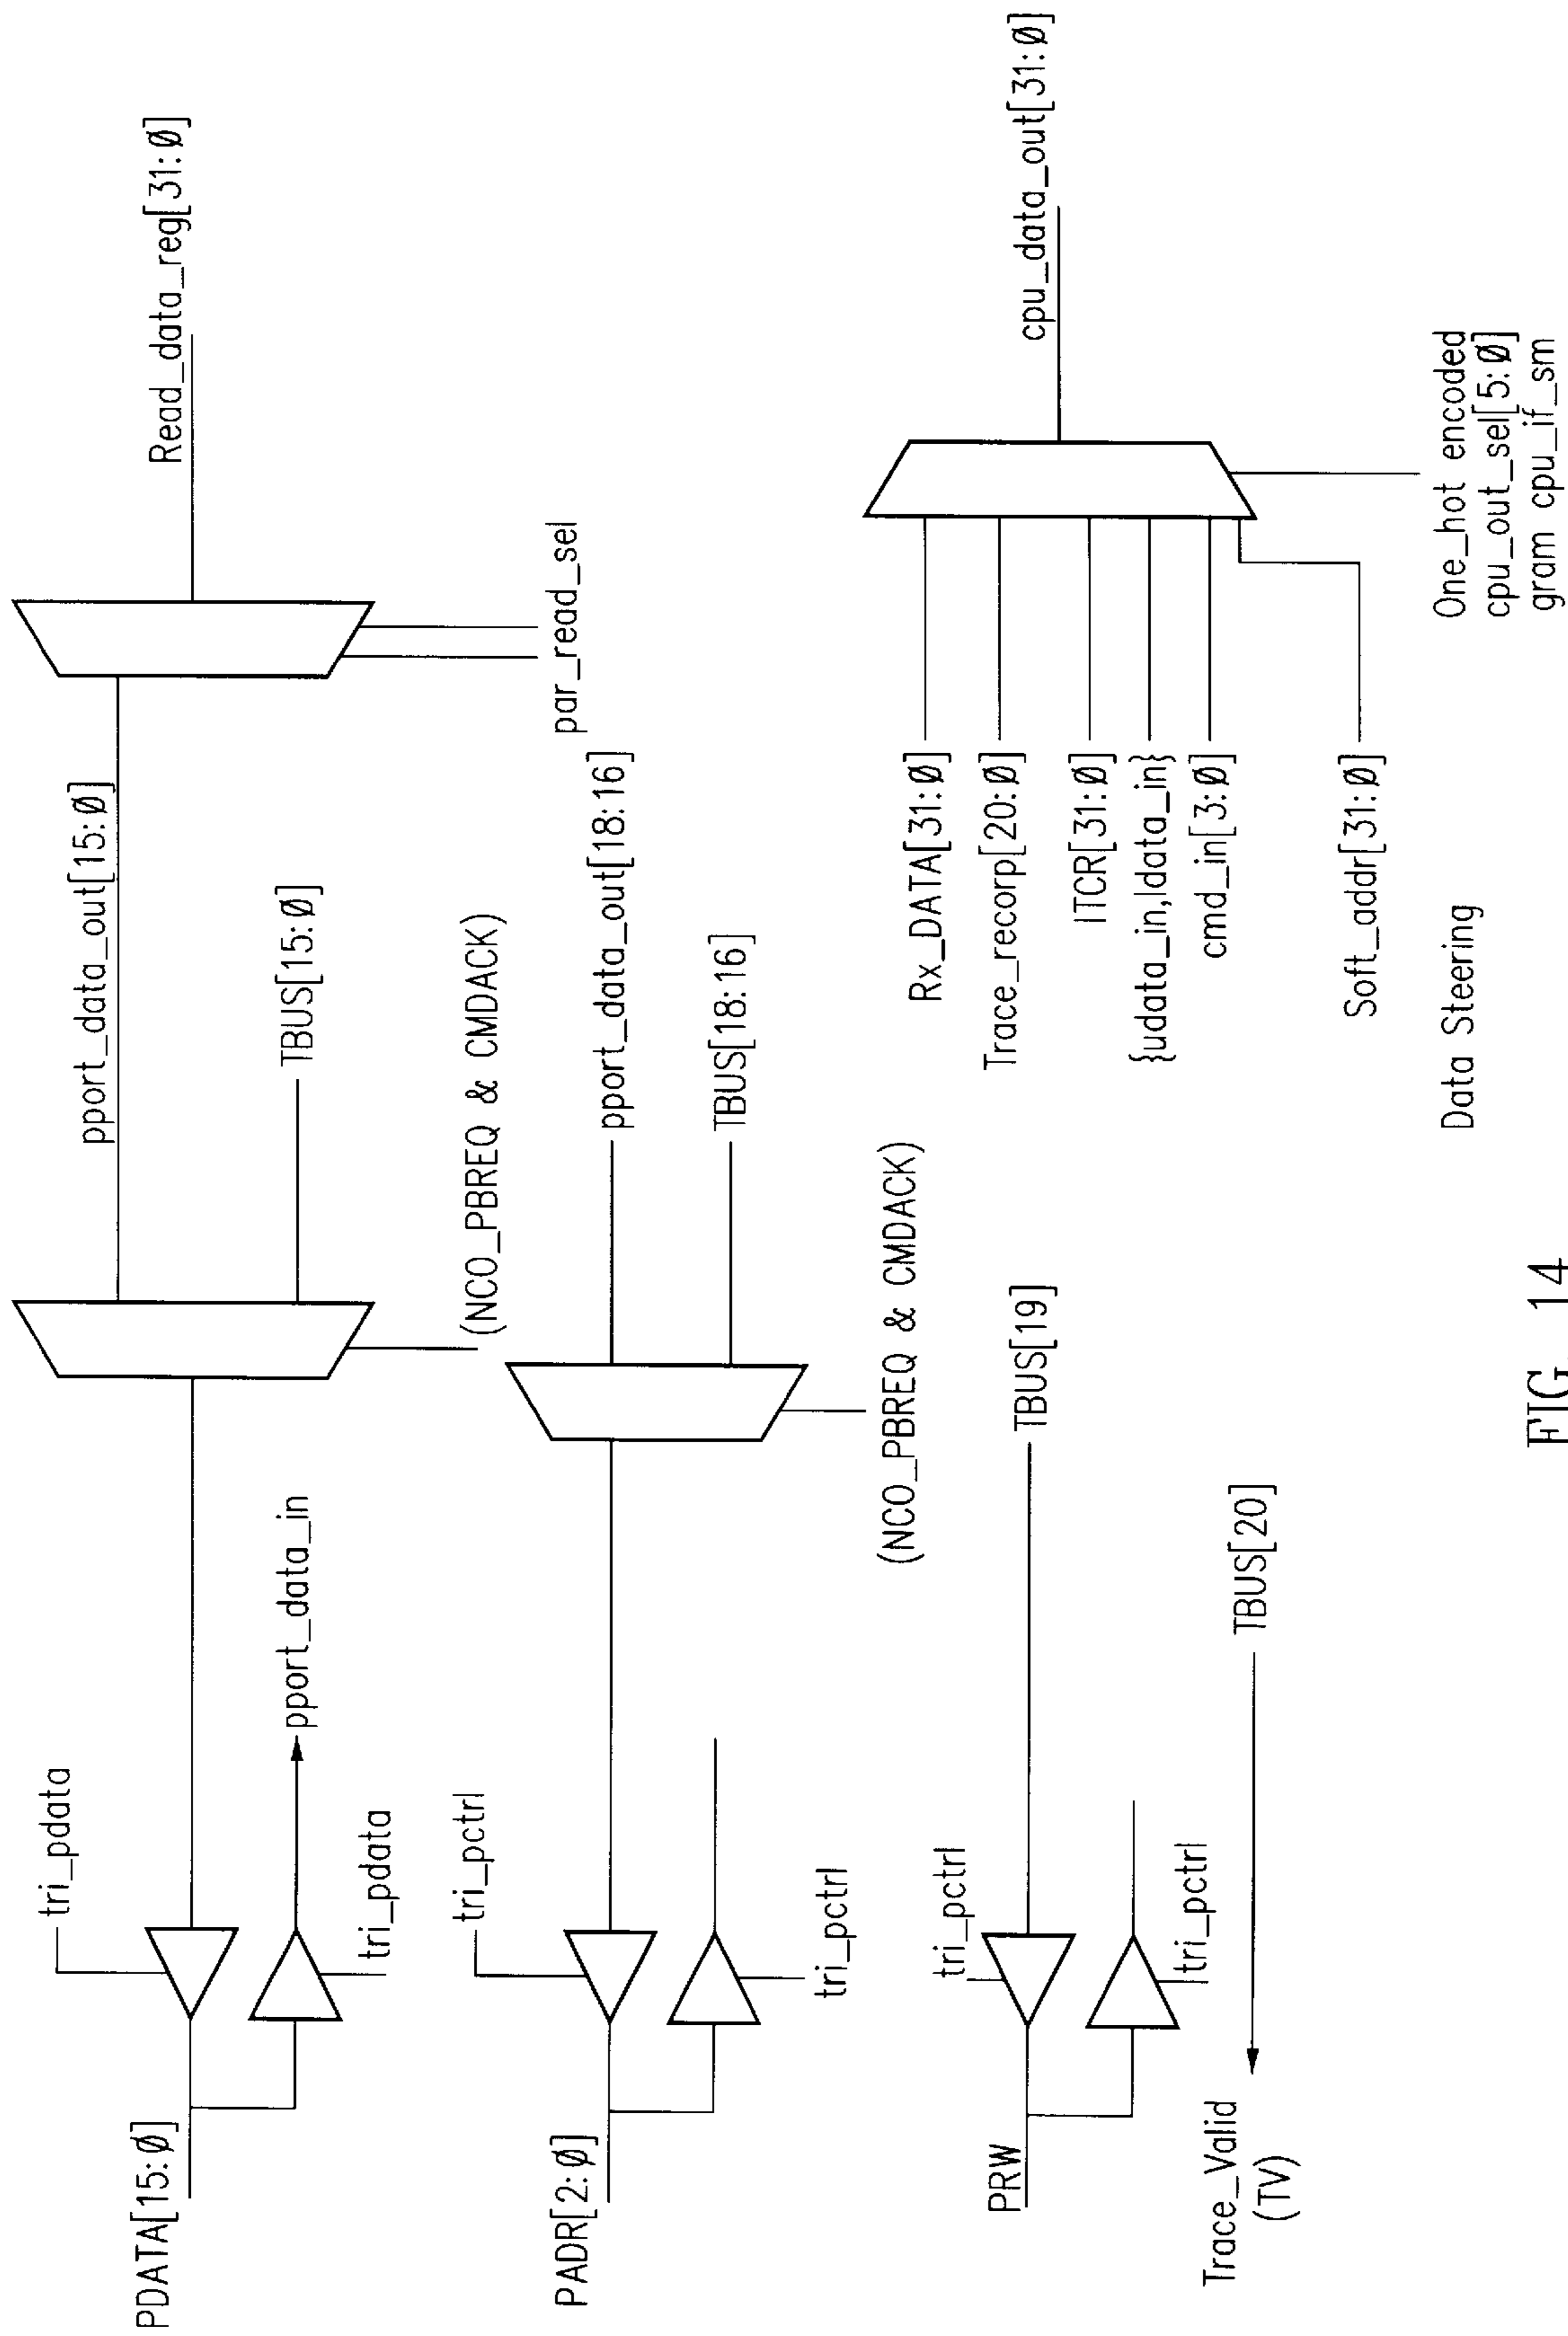 PDATA[15:Ø]
tri_pdata
tri_pdata
pport_data_in
pport_data_out[15:Ø]
TBUS[15:Ø]
(NCO_PBREQ & CMDACK)
Read_data_reg[31:Ø]
par_read_sel
PADR[2:Ø]
tri_pctrl
tri_pctrl
pport_data_out[18:16]
TBUS[18:16]
(NCO_PBREQ & CMDACK)
PRW
tri_pctrl
tri_pctrl
TBUS[19]
Trace_Valid
(TV)
TBUS[20]
Rx_DATA[31:Ø]
Trace_recorp[20:Ø]
ITCR[31:Ø]
{udata_in,ldata_in}
cmd_in[3:Ø]
Soft_addr[31:Ø]
cpu_data_out[31:Ø]
One_hot encoded
cpu_out_sel[5:Ø]
gram cpu_if_sm
Data Steering
FIG. 14